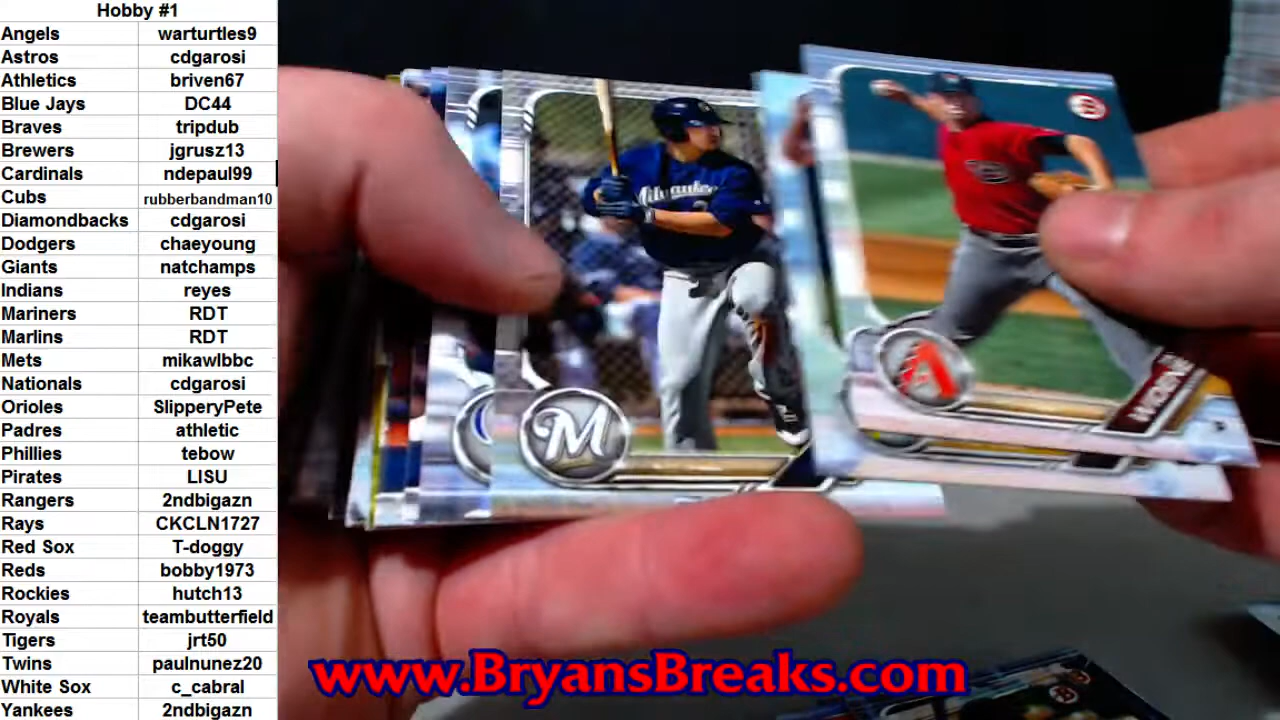 Hobby #1
Angels warturtles9
Astros cdgarosi
Athletics briven67
Blue Jays DC44
Braves tripdub
Brewers jgrusz13
Cardinals ndepaul99
Cubs rubberbandman10
Diamondbacks cdgarosi
Dodgers chaeyoung
Giants natchamps
Indians reyes
Mariners RDT
Marlins RDT
Mets mikawlbbc
Nationals cdgarosi
Orioles SlipperyPete
Padres athletic
Phillies tebow
Pirates LISU
Rangers 2ndbigazn
Rays CKCLN1727
Red Sox T-doggy
Reds bobby1973
Rockies hutch13
Royals teambutterfield
Tigers jrt50
Twins paulnunez20
White Sox c_cabral
Yankees 2ndbigazn
Milwaukee
M
A
www.BryansBreaks.com